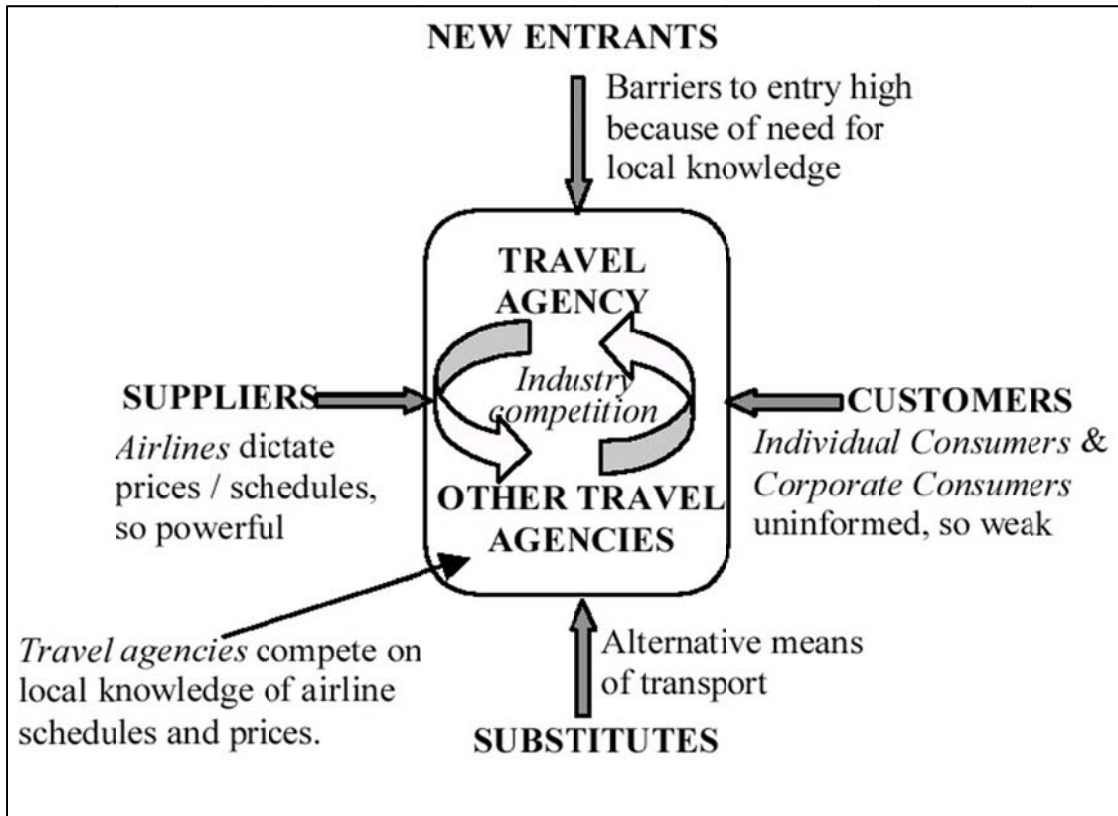 NEW ENTRANTS
Barriers to entry high
because of need for
local knowledge
TRAVEL
AGENCY
Industry
competition
OTHER TRAVEL
AGENCIES
SUPPLIERS
Airlines dictate
prices / schedules,
so powerful
CUSTOMERS
Individual Consumers &
Corporate Consumers
uninformed, so weak
Travel agencies compete on
local knowledge of airline
schedules and prices.
Alternative means
of transport
SUBSTITUTES